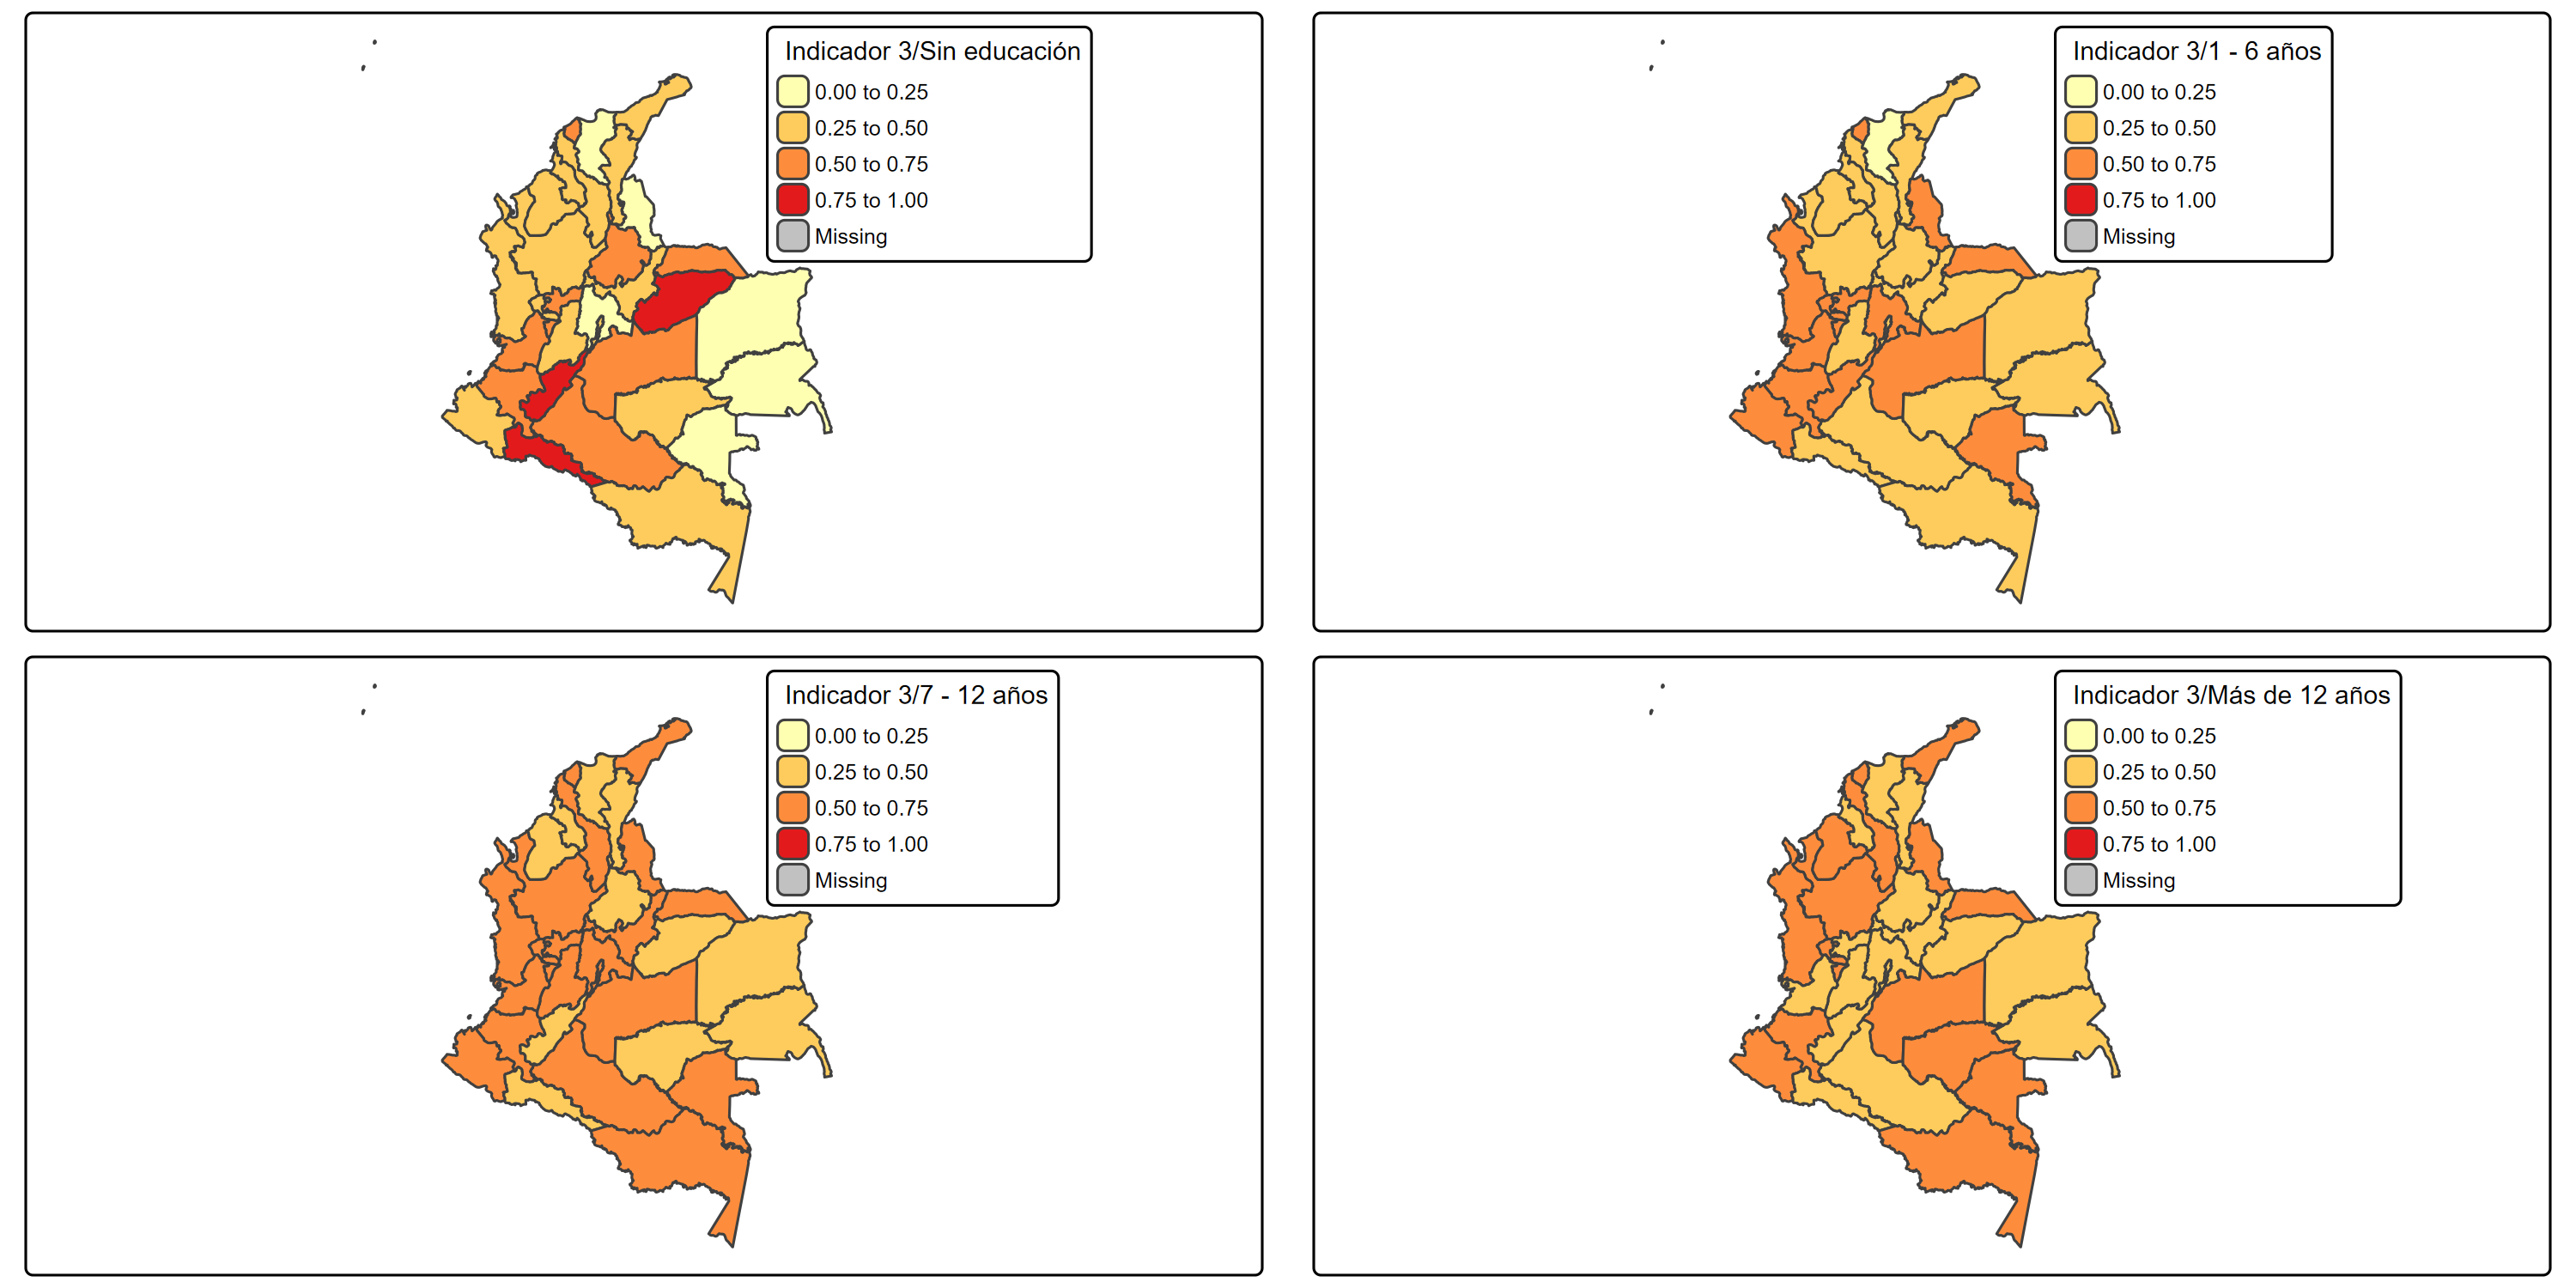 Indicador 3/Sin educación
0.00 to 0.25
0.25 to 0.50
0.50 to 0.75
0.75 to 1.00
Missing
Indicador 3/1 - 6 años
0.00 to 0.25
0.25 to 0.50
0.50 to 0.75
0.75 to 1.00
Missing
Indicador 3/7 - 12 años
0.00 to 0.25
0.25 to 0.50
0.50 to 0.75
0.75 to 1.00
Missing
Indicador 3/Más de 12 años
0.00 to 0.25
0.25 to 0.50
0.50 to 0.75
0.75 to 1.00
Missing